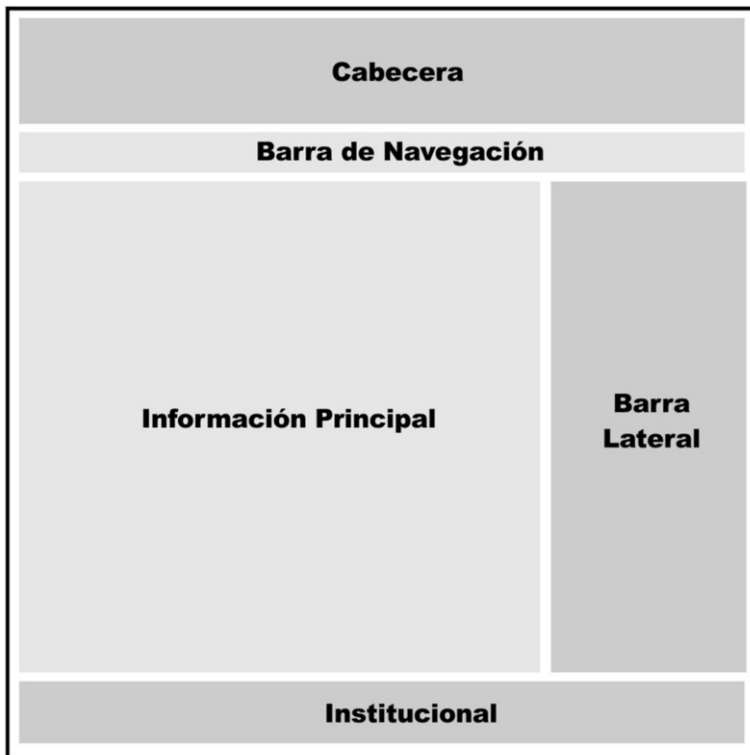 Cabecera
Barra de Navegación
Información Principal
Barra
Lateral
Institucional